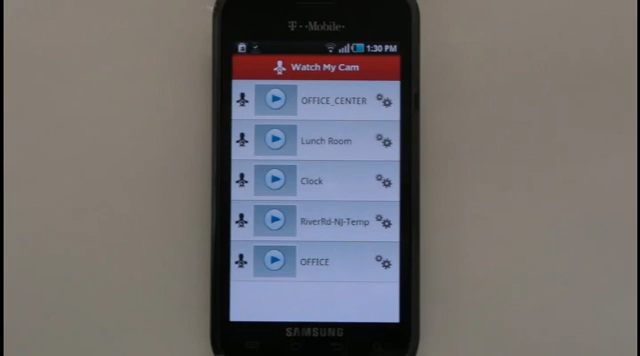 T··Mobile·
1:30 PM
Watch My Cam
OFFICE_CENTER
Lunch Room
Clock
RiverRd-NJ-Temp
OFFICE
SAMSUNG